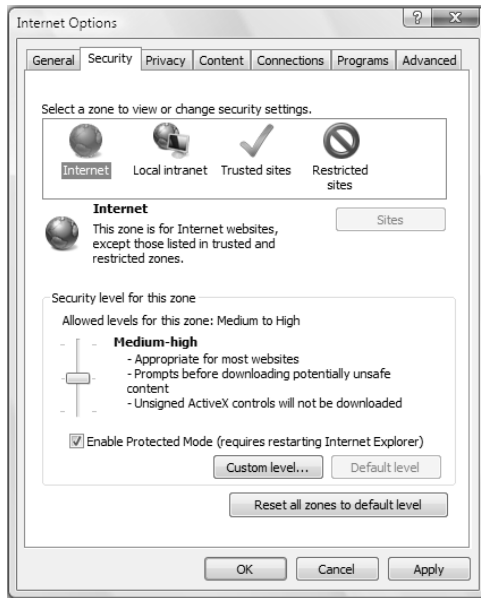 Internet Options
? X
General Security Privacy Content Connections Programs Advanced
Select a zone to view or change security settings.
Internet Local intranet Trusted sites Restricted
sites
Internet
Sites
This zone is for Internet websites,
except those listed in trusted and
restricted zones.
Security level for this zone
Allowed levels for this zone: Medium to High
Medium-high
- Appropriate for most websites
- Prompts before downloading potentially unsafe
content
- Unsigned ActiveX controls will not be downloaded
Enable Protected Mode (requires restarting Internet Explorer)
Custom level... Default level
Reset all zones to default level
OK Cancel Apply